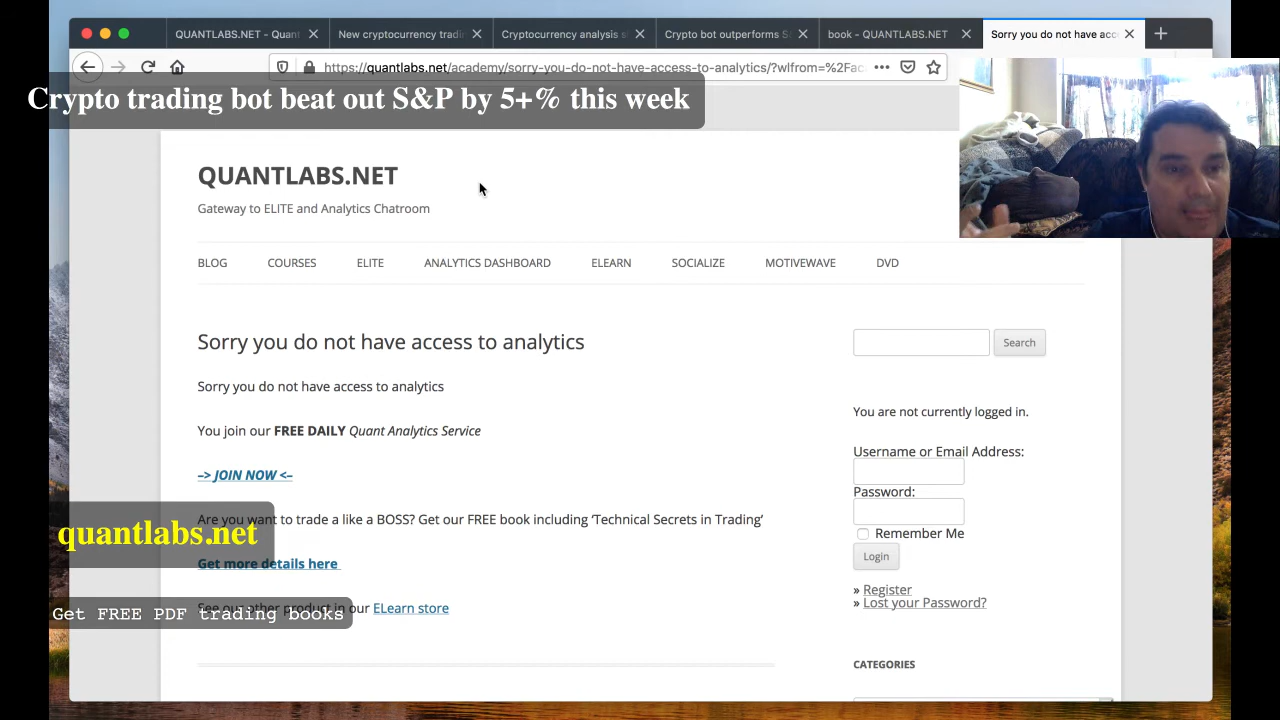 QUANTLABS.NET - Quant
New cryptocurrency tradi
Cryptocurrency analysis s
Crypto bot outperforms S
book - QUANTLABS.NET
Sorry you do not have acc
https://quantlabs.net/academy/sorry-you-do-not-have-access-to-analytics/?wlfrom=%2Fac
Crypto trading bot beat out S&P by 5+% this week
QUANTLABS.NET
Gateway to ELITE and Analytics Chatroom
BLOG COURSES ELITE ANALYTICS DASHBOARD ELEARN SOCIALIZE MOTIVEWAVE DVD
Sorry you do not have access to analytics
Search
Sorry you do not have access to analytics
You join our FREE DAILY Quant Analytics Service
–> JOIN NOW <–
Are you want to trade a like a BOSS? Get our FREE book including ‘Technical Secrets in Trading’
Get more details here
See our other product in our ELearn store
You are not currently logged in.
Username or Email Address:
Password:
Remember Me
Login
» Register
» Lost your Password?
CATEGORIES
quantlabs.net
Get FREE PDF trading books